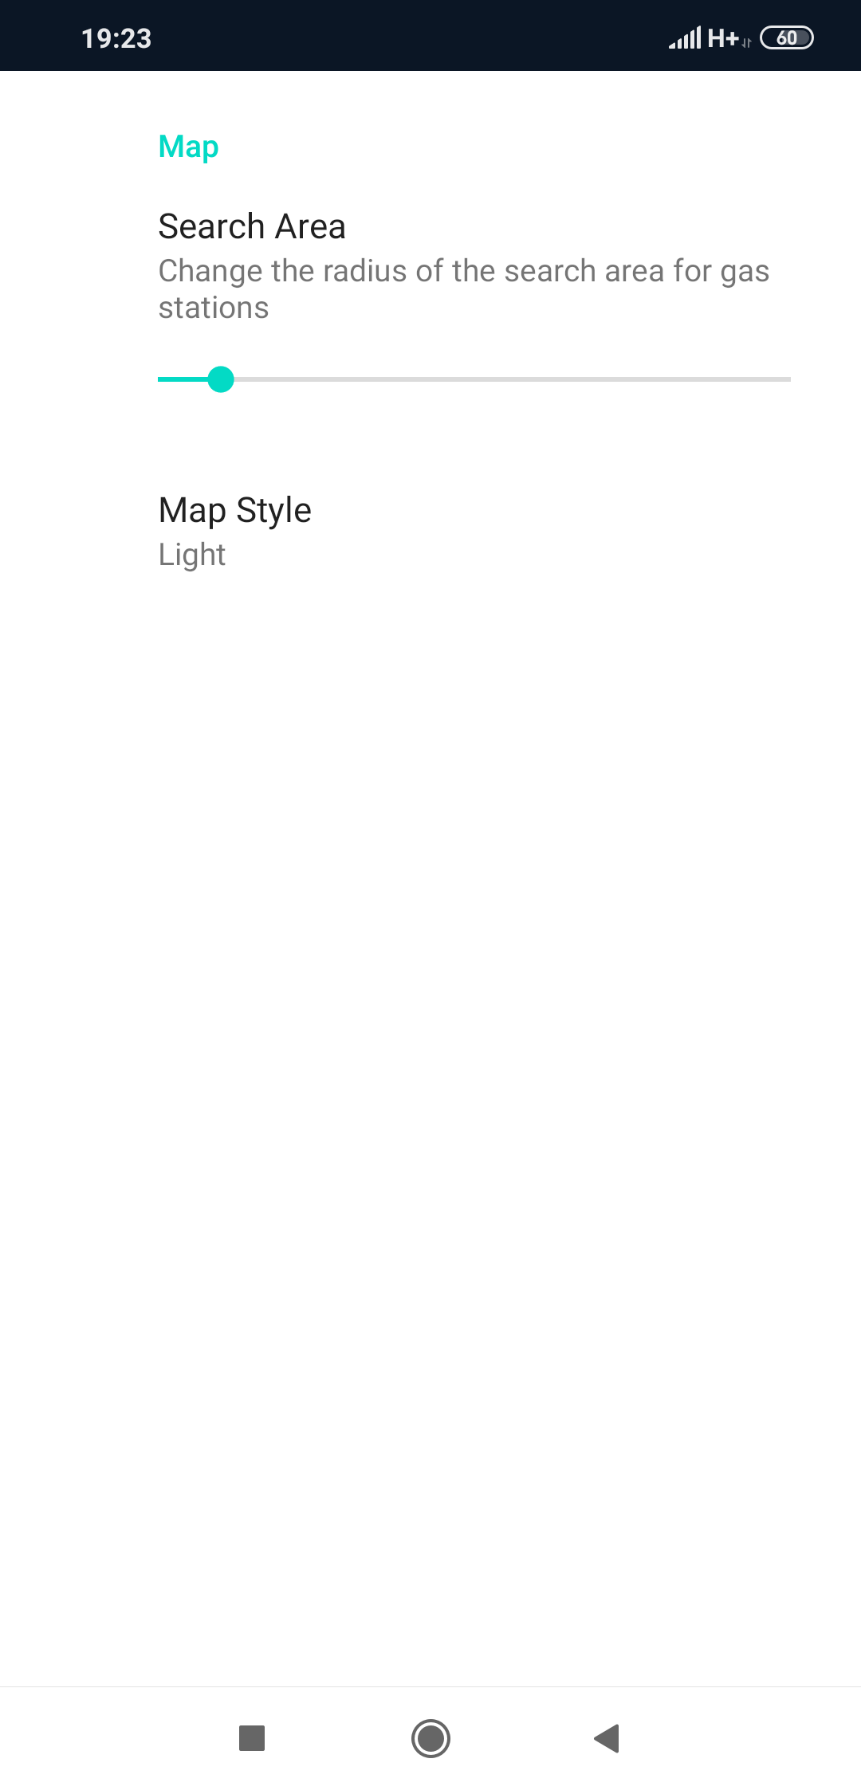 19:23 H+ 60
Map
Search Area
Change the radius of the search area for gas
stations
Map Style
Light